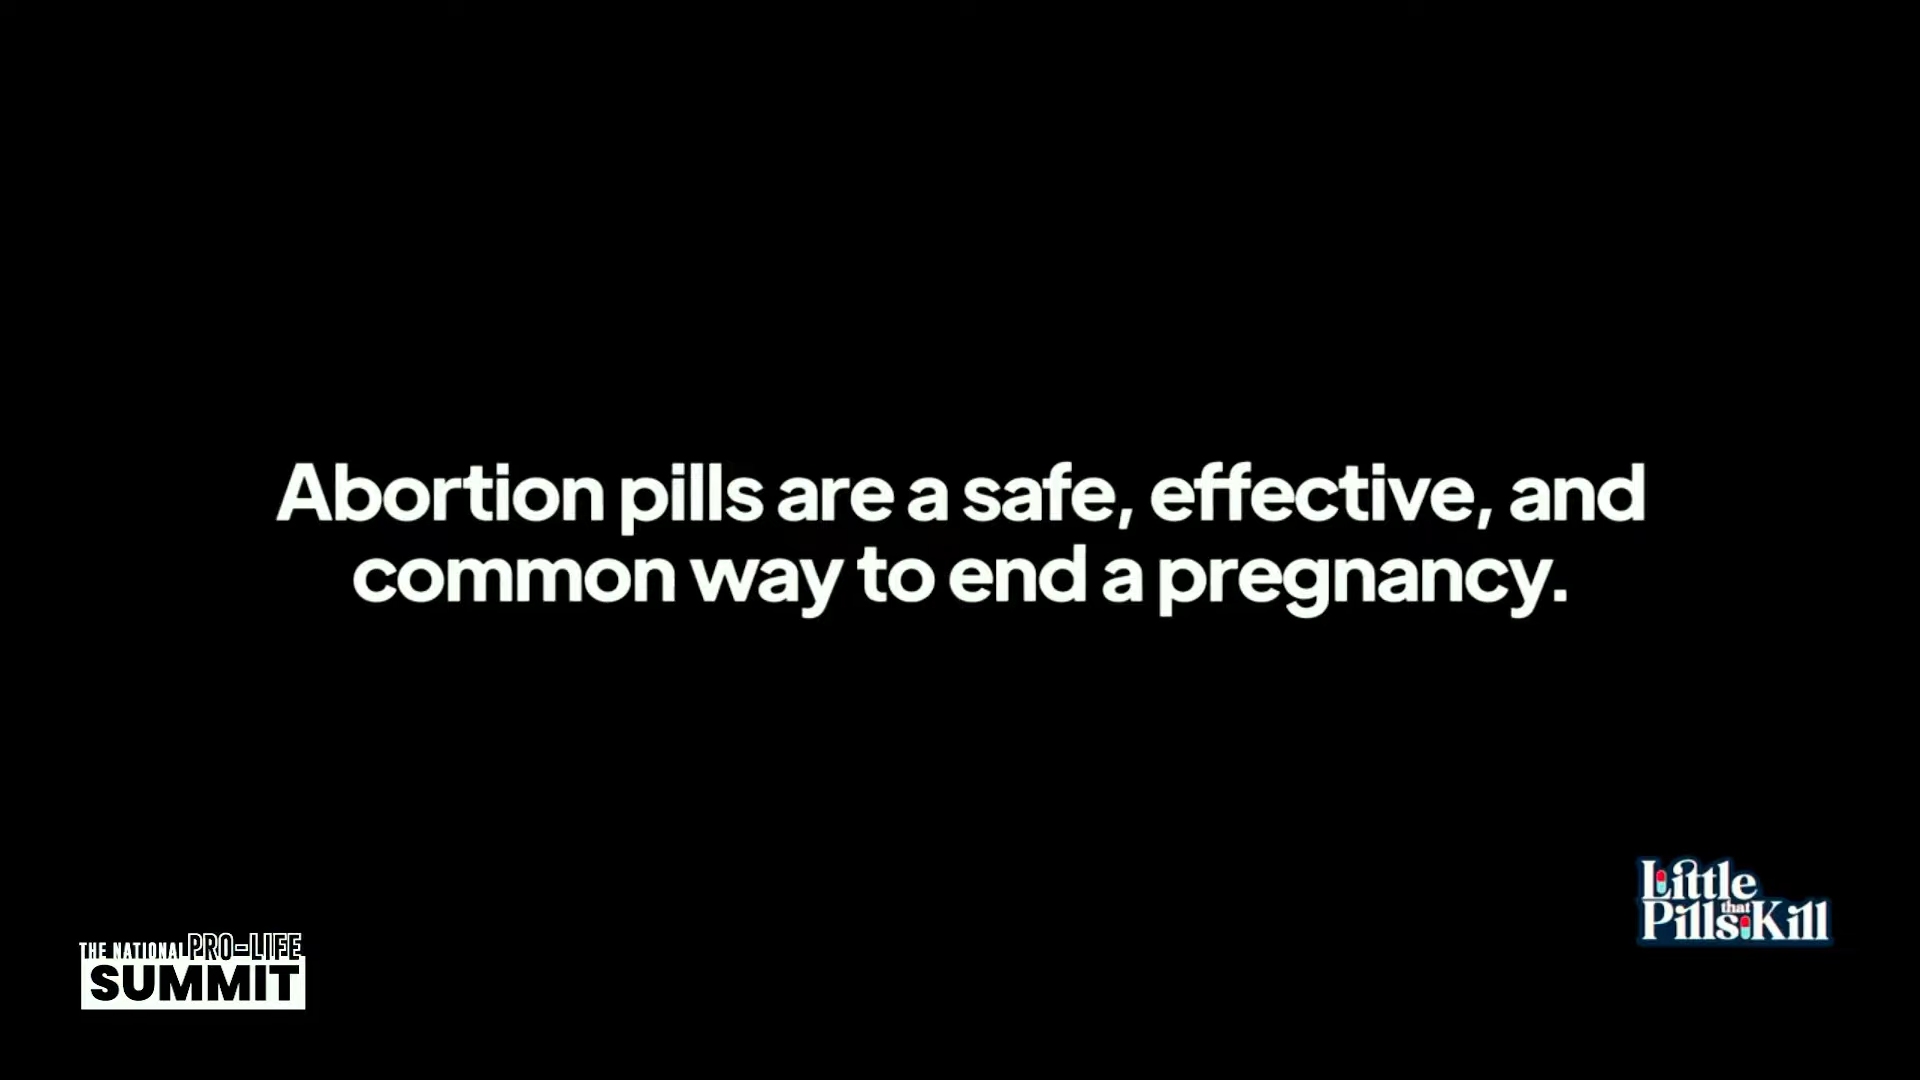 Abortion pills are a safe, effective, and
common way to end a pregnancy.
Little
that
Pills Kill
THE NATIONAL PRO-LIFE
SUMMIT